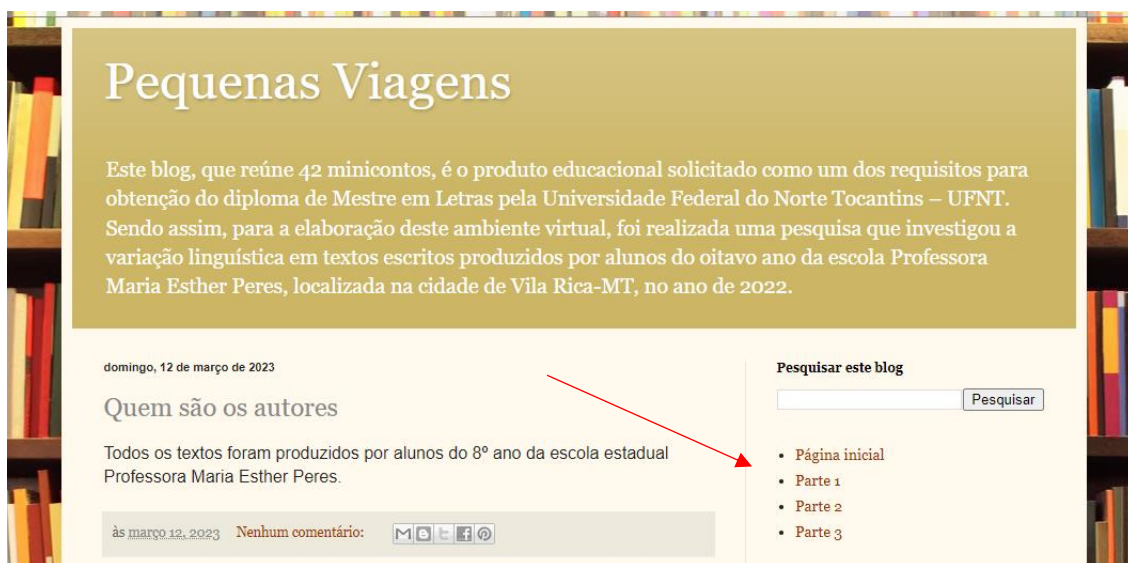 Pequenas Viagens
Este blog, que reúne 42 minicontos, é o produto educacional solicitado como um dos requisitos para
obtenção do diploma de Mestre em Letras pela Universidade Federal do Norte Tocantins – UFNT.
Sendo assim, para a elaboração deste ambiente virtual, foi realizada uma pesquisa que investigou a
variação linguística em textos escritos produzidos por alunos do oitavo ano da escola Professora
Maria Esther Peres, localizada na cidade de Vila Rica-MT, no ano de 2022.
domingo, 12 de março de 2023
Quem são os autores
Todos os textos foram produzidos por alunos do 8º ano da escola estadual
Professora Maria Esther Peres.
às março 12, 2023 Nenhum comentário:
Pesquisar este blog
Pesquisar
Página inicial
Parte 1
Parte 2
Parte 3